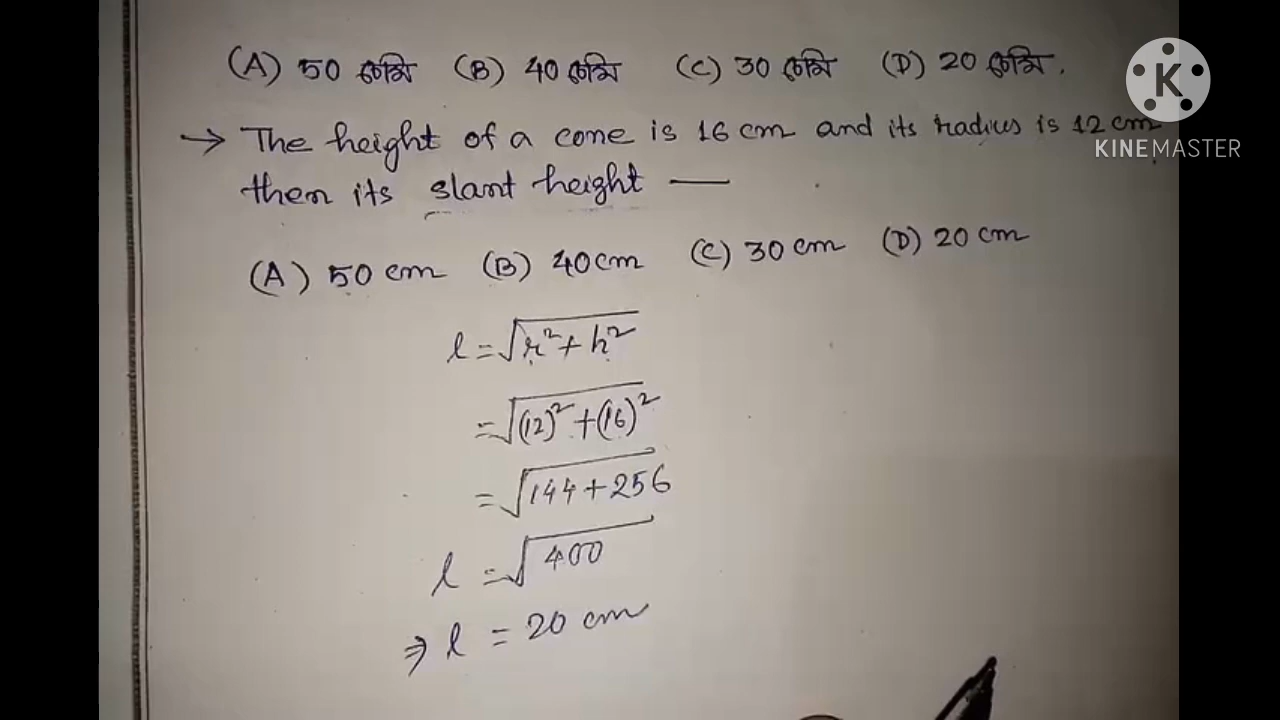 (A) 50 সেমি (B) 40 সেমি (C) 30 সেমি (D) 20 সেমি.
K
KINEMASTER
→ The height of a cone is 16 cm and its radius is 12 cm
then its slant height —
(A) 50 cm (B) 40 cm (C) 30 cm (D) 20 cm
l = √r² + h²
= √(12)² + (16)²
= √144 + 256
l = √400
⇒ l = 20 cm